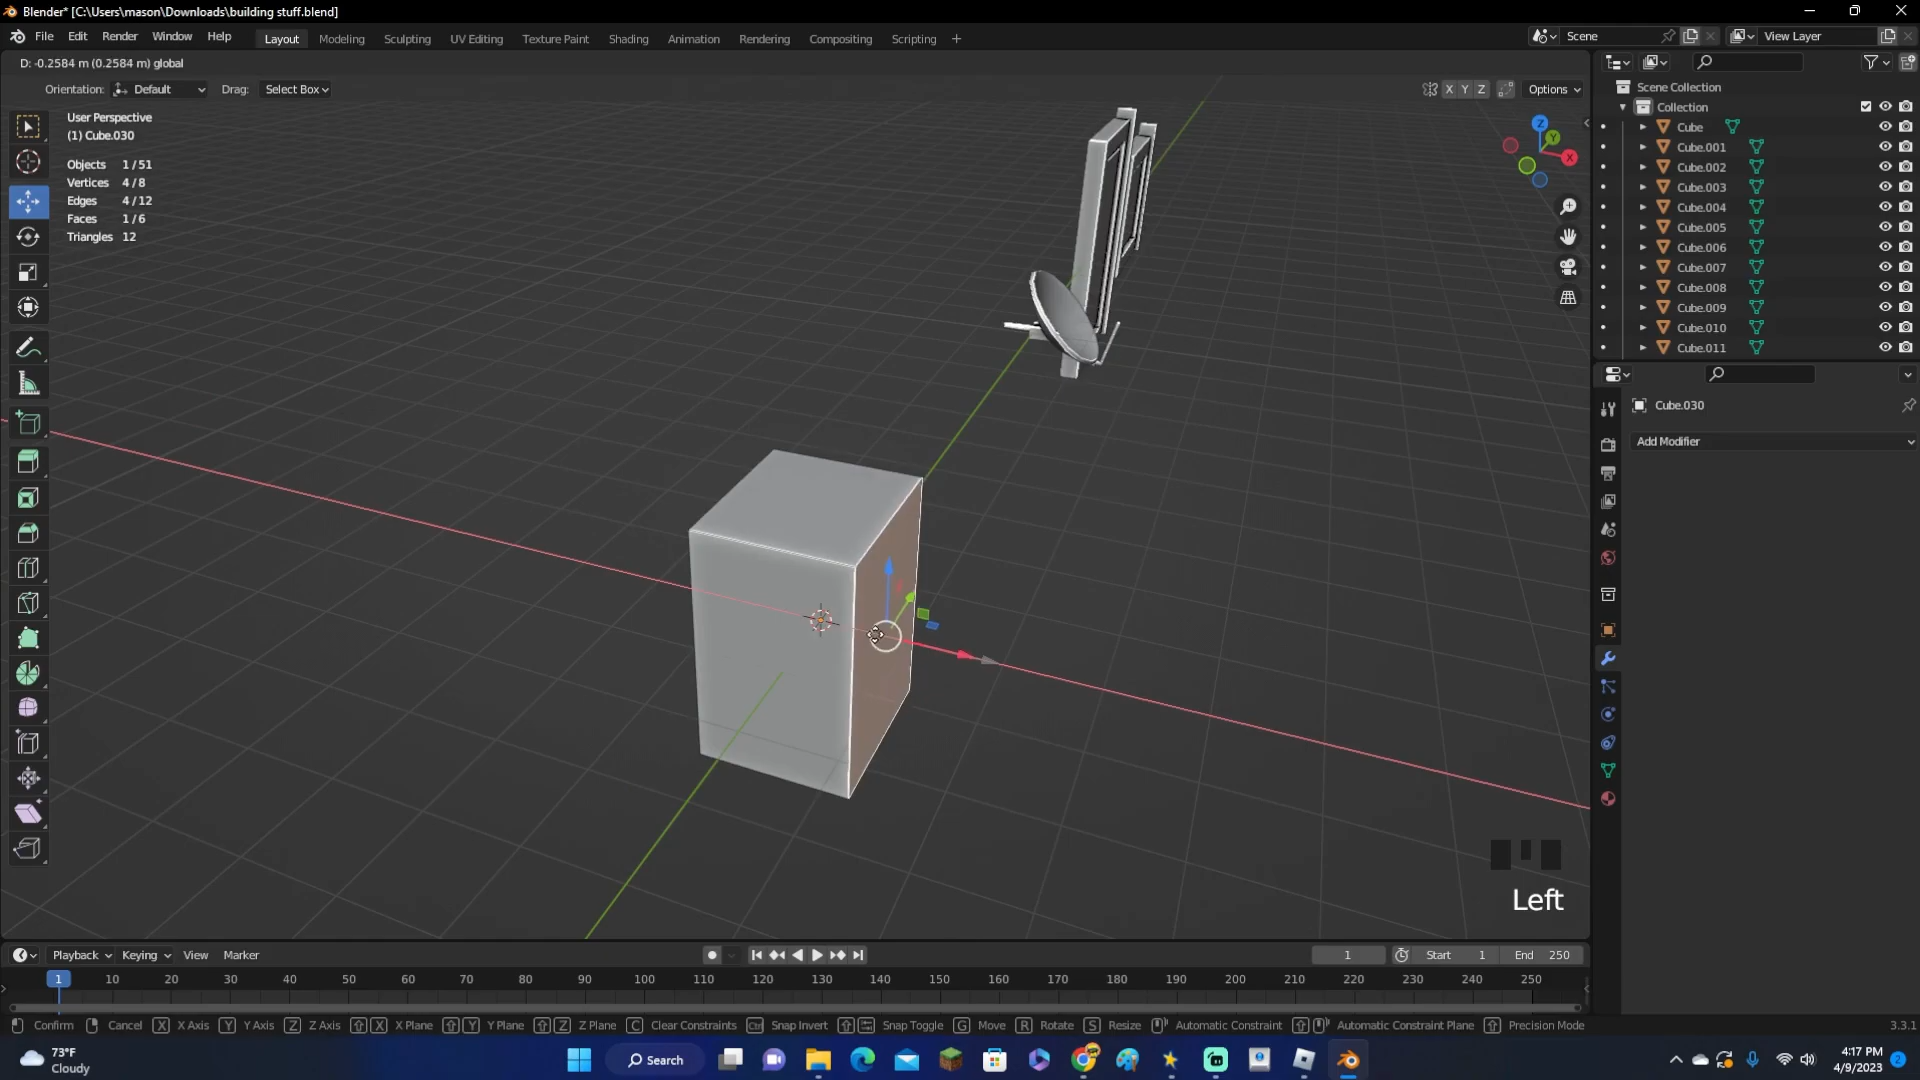 Blender* [C:\Users\mason\Downloads\building stuff.blend]
File Edit Render Window Help Layout Modeling Sculpting UV Editing Texture Paint Shading Animation Rendering Compositing Scripting Scene View Layer
D: -0.2584 m (0.2584 m) global
Orientation: Default Drag: Select Box X Y Z Options
User Perspective
(1) Cube.030
Objects 1/51
Vertices 4/8
Edges 4/12
Faces 1/6
Triangles 12
Z
Y
X
Scene Collection
Collection
Cube
Cube.001
Cube.002
Cube.003
Cube.004
Cube.005
Cube.006
Cube.007
Cube.008
Cube.009
Cube.010
Cube.011
Cube.030
Add Modifier
Left
Playback Keying View Marker 1 Start 1 End 250
1 10 20 30 40 50 60 70 80 90 100 110 120 130 140 150 160 170 180 190 200 210 220 230 240 250
Confirm Cancel X X Axis Y Y Axis Z Z Axis X X Plane Y Y Plane Z Z Plane C Clear Constraints Ctrl Snap Invert Snap Toggle G Move R Rotate S Resize Automatic Constraint Automatic Constraint Plane Precision Mode 3.3.1
73°F
Cloudy
Search
4:17 PM
4/9/2023
2